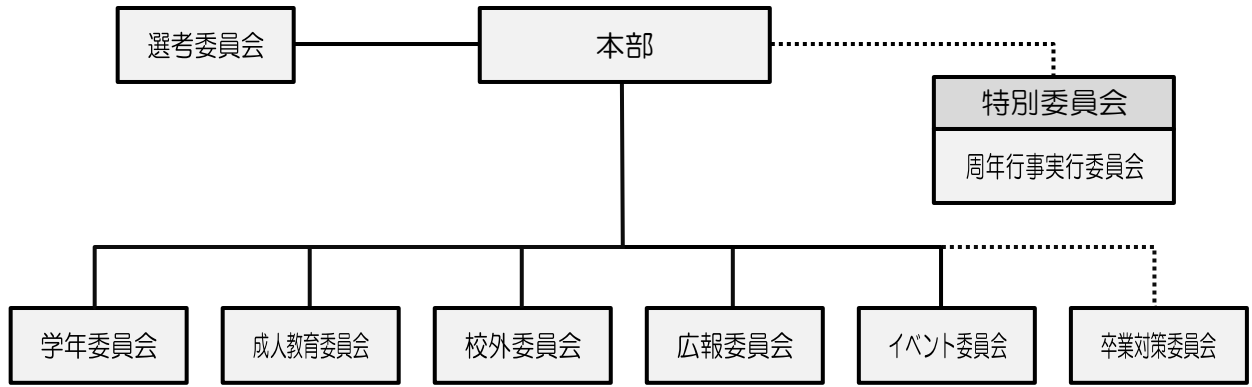 選考委員会
本部
特別委員会
周年行事実行委員会
学年委員会
成人教育委員会
校外委員会
広報委員会
イベント委員会
卒業対策委員会